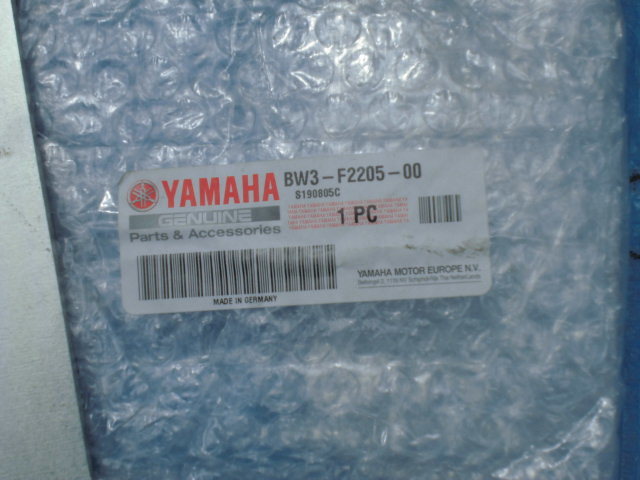 YAMAHA
BW3-F2205-00
S190805C
GENUINE
Parts & Accessories
1 PC
YAMAHA MOTOR EUROPE N.V.
MADE IN GERMANY